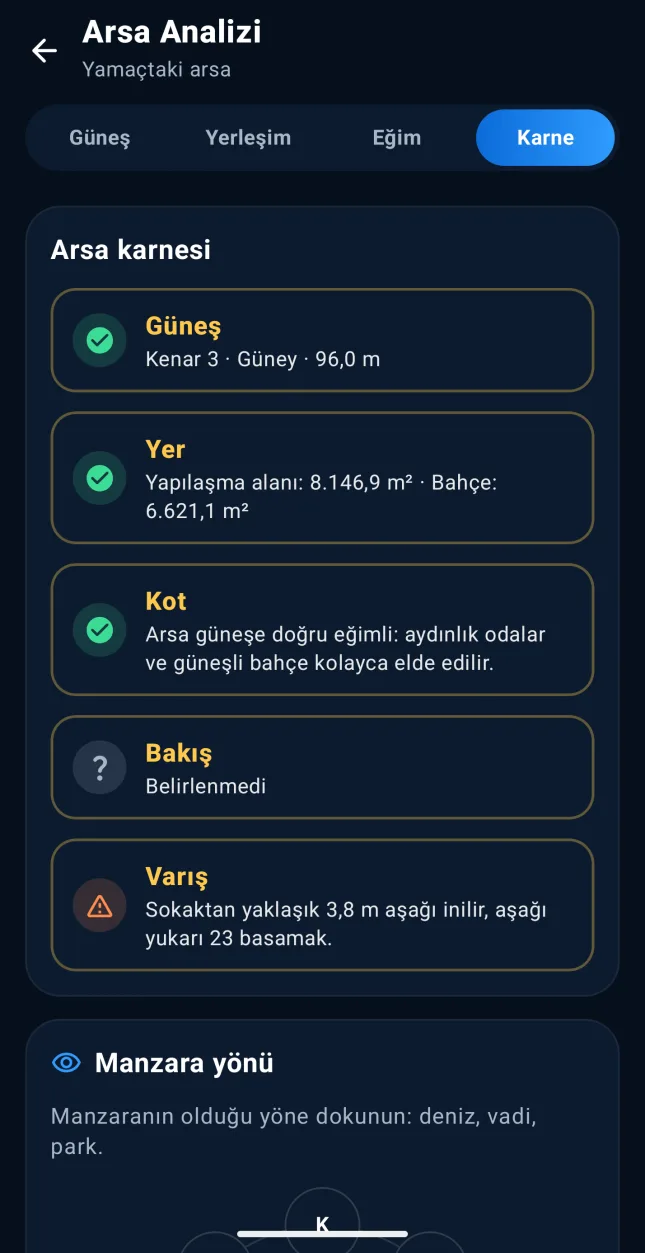 Arsa Analizi
Yamaçtaki arsa
Güneş
Yerleşim
Eğim
Karne
Arsa karnesi
Güneş
Kenar 3 · Güney · 96,0 m
Yer
Yapılaşma alanı: 8.146,9 m² · Bahçe:
6.621,1 m²
Kot
Arsa güneşe doğru eğimli: aydınlık odalar
ve güneşli bahçe kolayca elde edilir.
?
Bakış
Belirlenmedi
Varış
Sokaktan yaklaşık 3,8 m aşağı inilir, aşağı
yukarı 23 basamak.
Manzara yönü
Manzaranın olduğu yöne dokunun: deniz, vadi,
park.
K